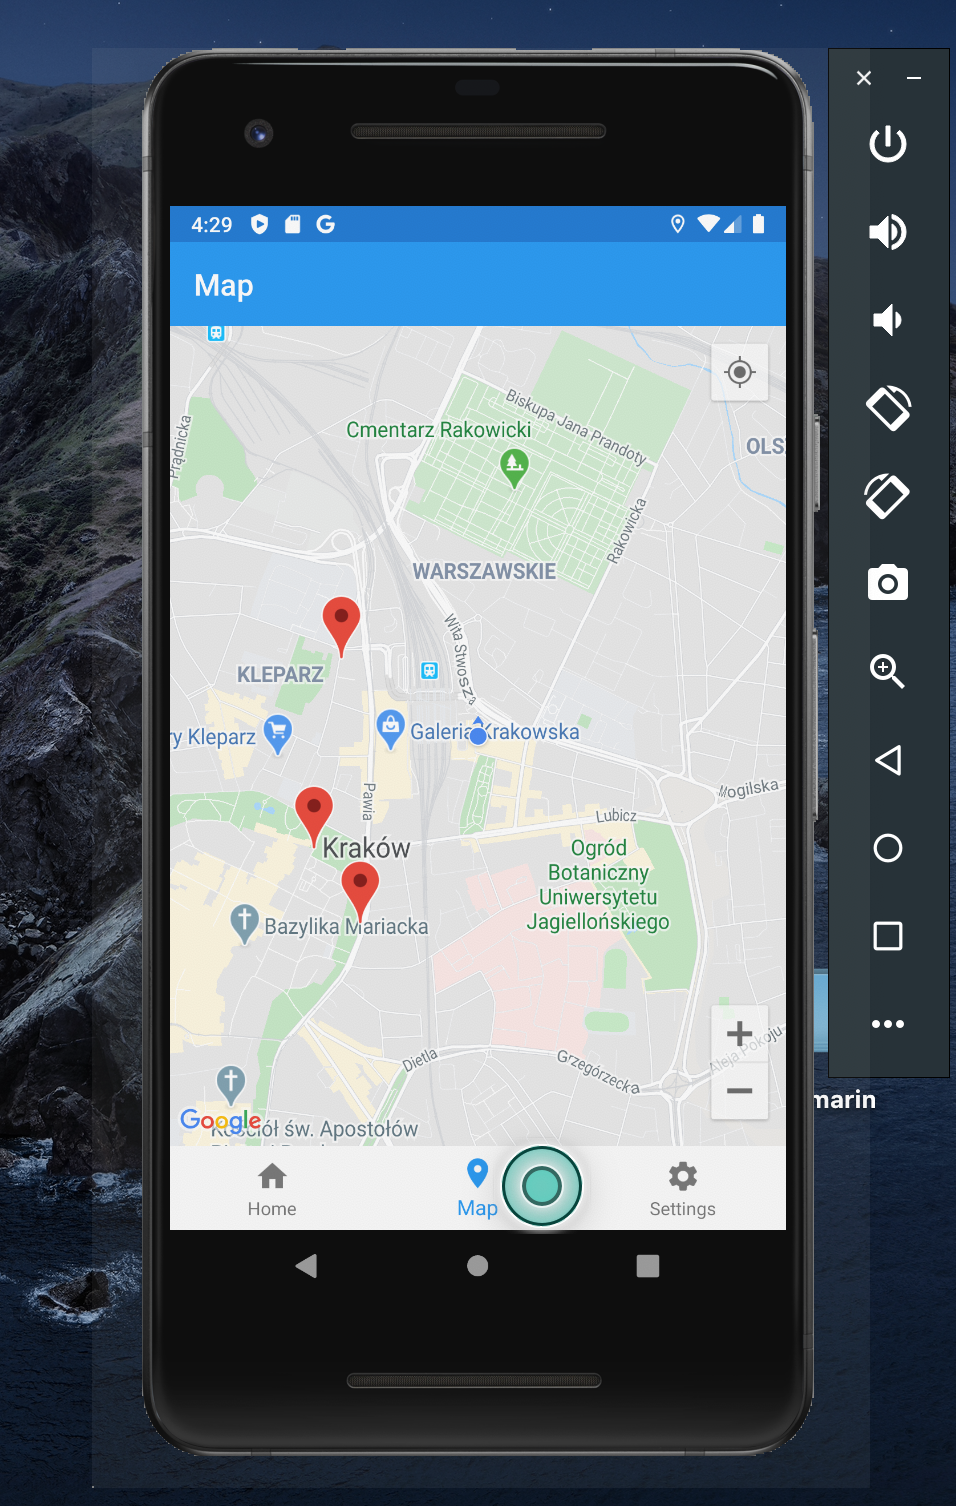 4:29
Map
Cmentarz Rakowicki
Biskupa Jana Prandoty
Prądnicka
Rakowicka
WARSZAWSKIE
Wita Stwosza
KLEPARZ
ry Kleparz
Galeria Krakowska
Pawia
Mogilska
Lubicz
Kraków
Ogród
Botaniczny
Uniwersytetu
Jagiellońskiego
Bazylika Mariacka
Dietla
Grzegórzecka
Aleja Pokoju
Google
Kościół św. Apostołów
marin
Home
Map
Settings